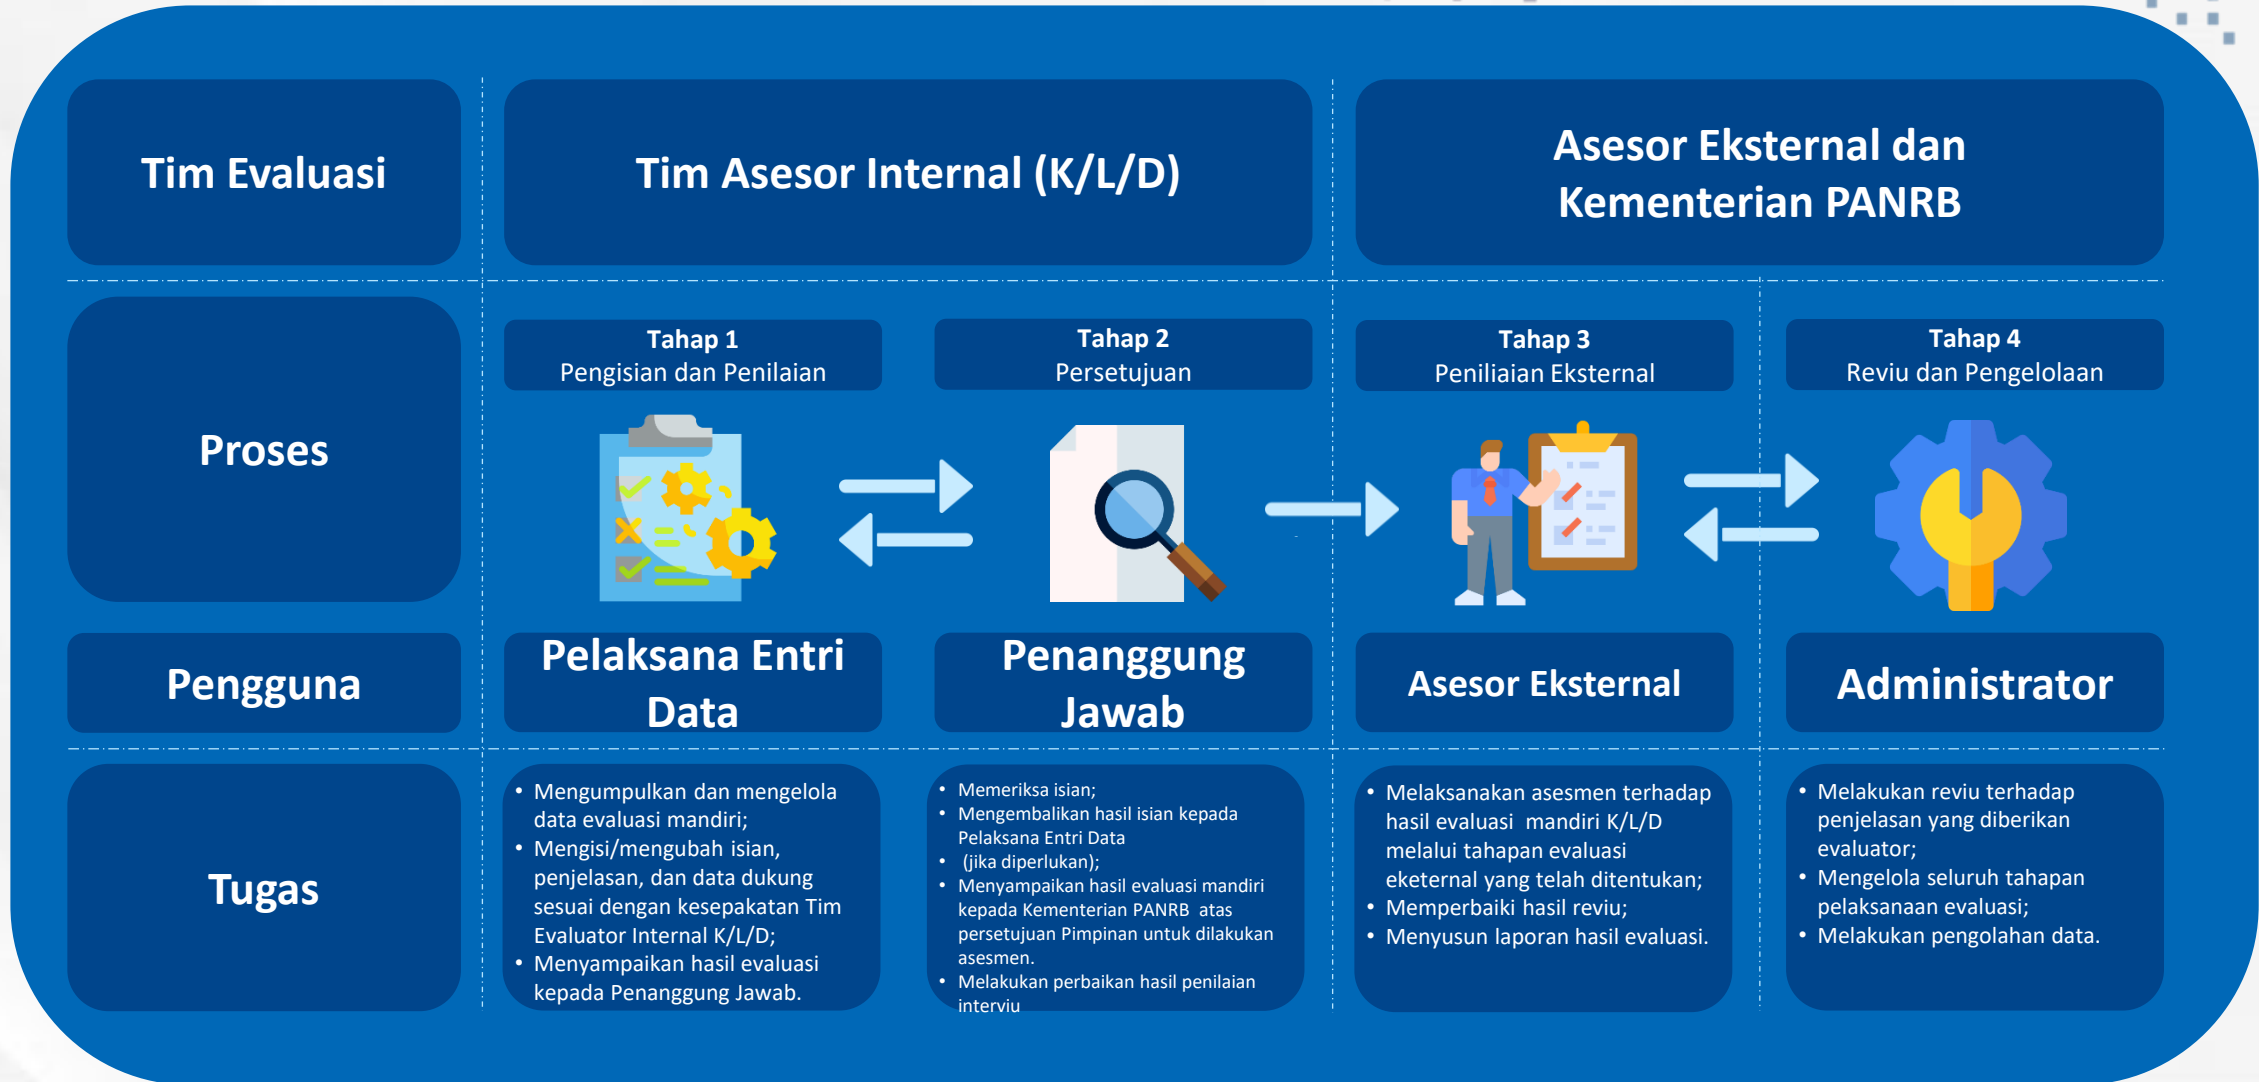 Tim Evaluasi
Tim Asesor Internal (K/L/D)
Asesor Eksternal dan
Kementerian PANRB
Proses
Tahap 1
Pengisian dan Penilaian
Tahap 2
Persetujuan
Tahap 3
Peniliaian Eksternal
Tahap 4
Reviu dan Pengelolaan
Pengguna
Pelaksana Entri
Data
Penanggung
Jawab
Asesor Eksternal
Administrator
Tugas
• Mengumpulkan dan mengelola
data evaluasi mandiri;
• Mengisi/mengubah isian,
penjelasan, dan data dukung
sesuai dengan kesepakatan Tim
Evaluator Internal K/L/D;
• Menyampaikan hasil evaluasi
kepada Penanggung Jawab.
• Memeriksa isian;
• Mengembalikan hasil isian kepada
Pelaksana Entri Data
• (jika diperlukan);
• Menyampaikan hasil evaluasi mandiri
kepada Kementerian PANRB atas
persetujuan Pimpinan untuk dilakukan
asesmen.
• Melakukan perbaikan hasil penilaian
interviu
• Melaksanakan asesmen terhadap
hasil evaluasi mandiri K/L/D
melalui tahapan evaluasi
eketernal yang telah ditentukan;
• Memperbaiki hasil reviu;
• Menyusun laporan hasil evaluasi.
• Melakukan reviu terhadap
penjelasan yang diberikan
evaluator;
• Mengelola seluruh tahapan
pelaksanaan evaluasi;
• Melakukan pengolahan data.